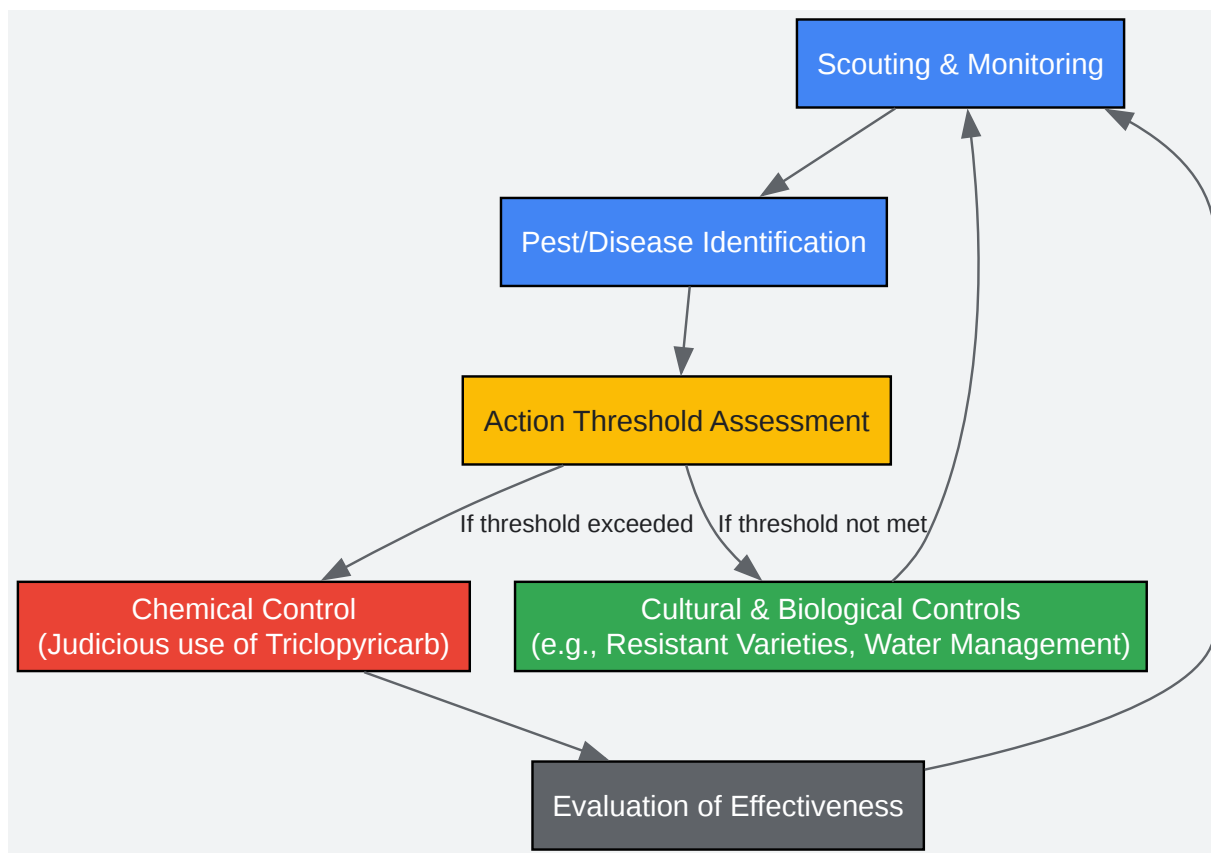 Scouting & Monitoring
Pest/Disease Identification
Action Threshold Assessment
If threshold exceeded
If threshold not met
Chemical Control
(Judicious use of Triclopyricarb)
Cultural & Biological Controls
(e.g., Resistant Varieties, Water Management)
Evaluation of Effectiveness